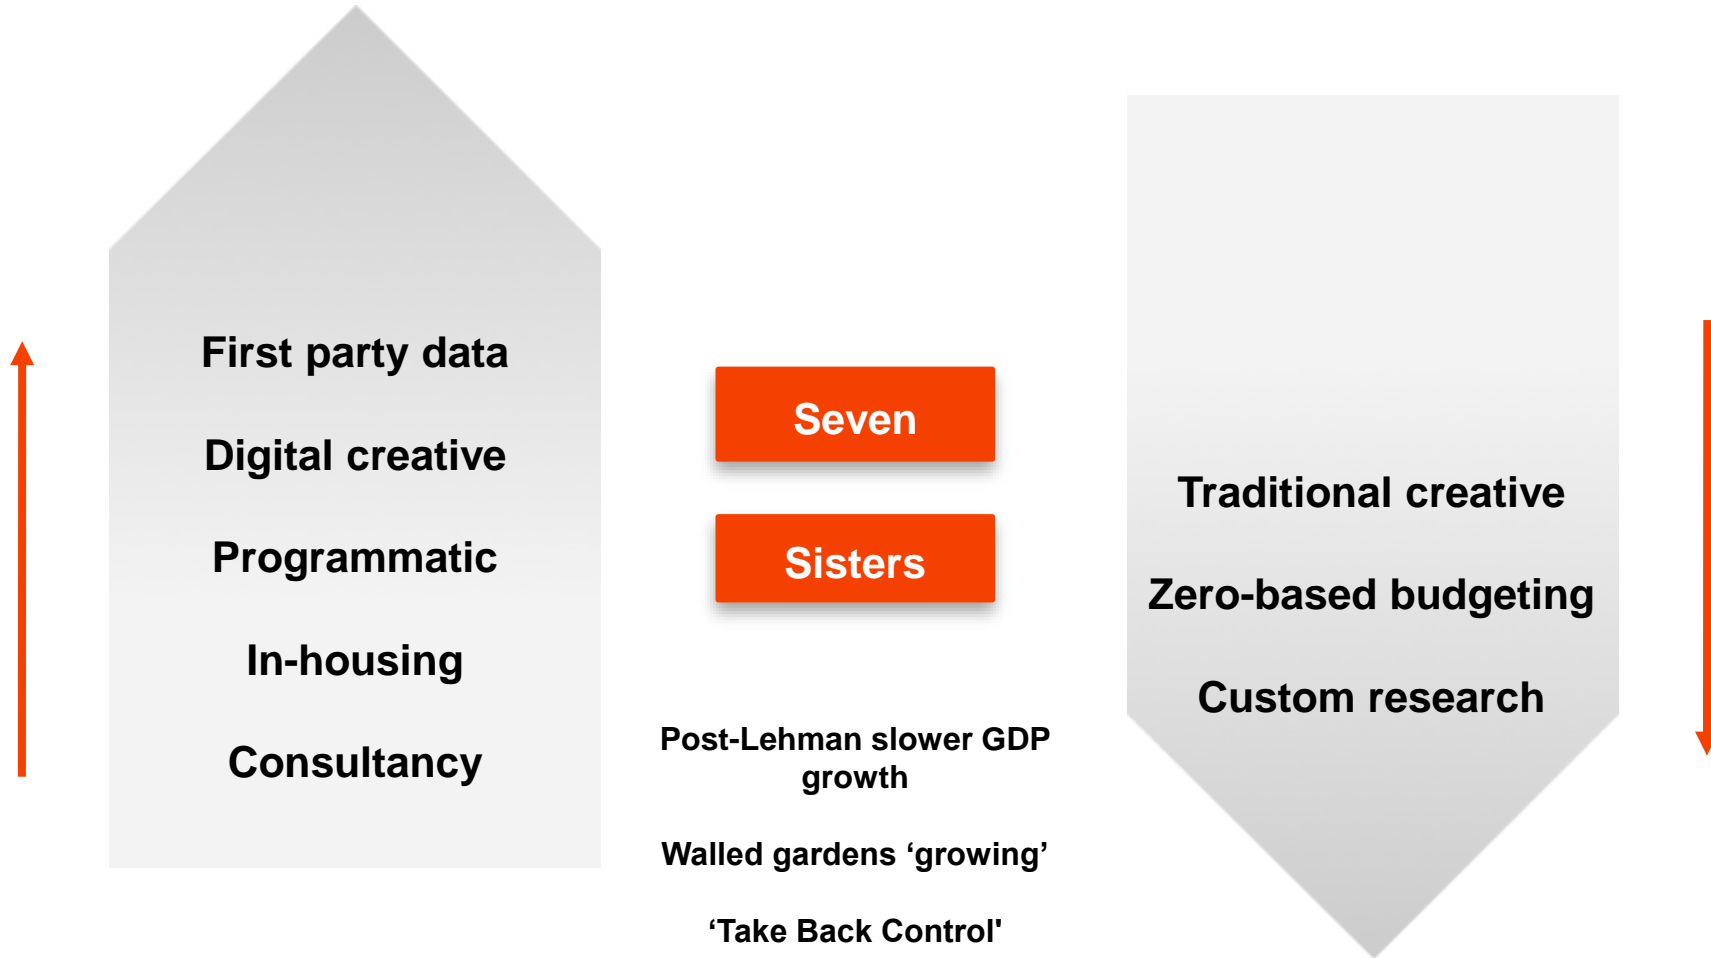 First party data
Digital creative
Programmatic
In-housing
Consultancy
Seven
Sisters
Post-Lehman slower GDP
growth
Walled gardens ‘growing’
‘Take Back Control'
Traditional creative
Zero-based budgeting
Custom research